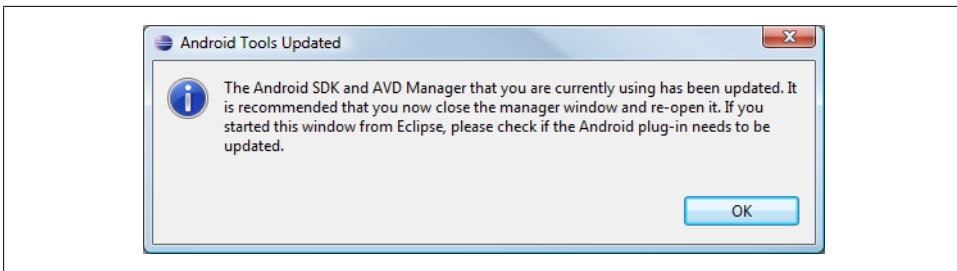 Android Tools Updated
The Android SDK and AVD Manager that you are currently using has been updated. It
is recommended that you now close the manager window and re-open it. If you
started this window from Eclipse, please check if the Android plug-in needs to be
updated.
OK